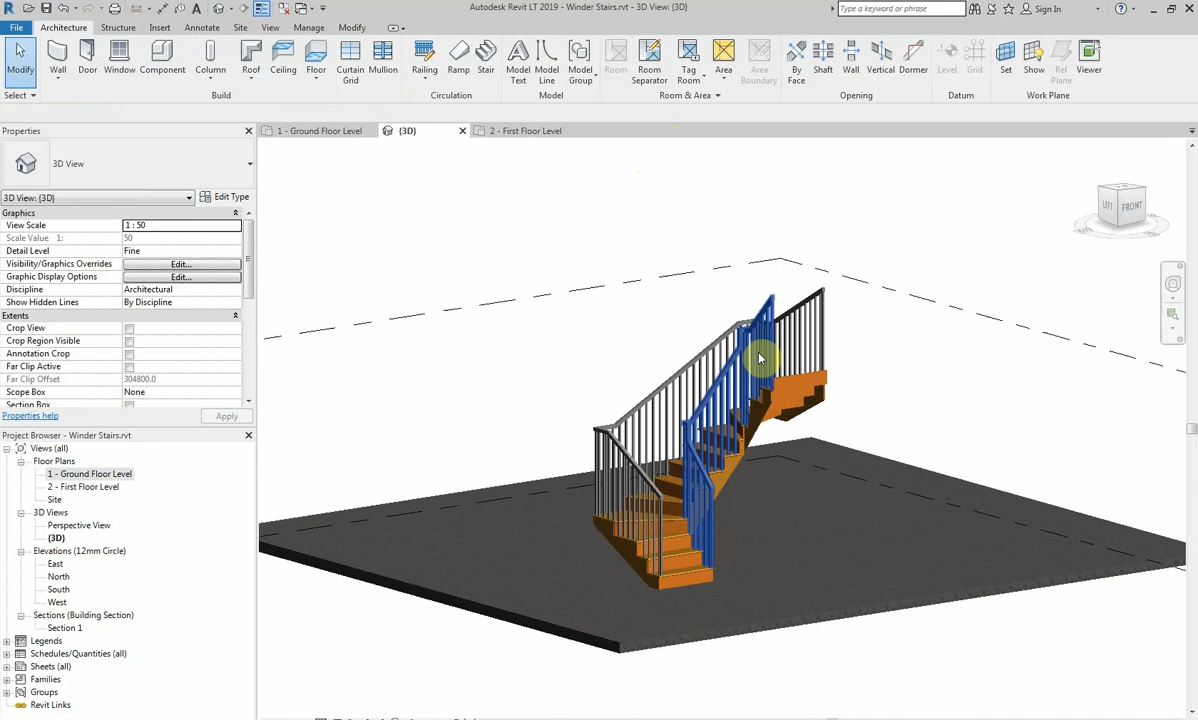 Autodesk Revit LT 2019 - Winder Stairs.rvt - 3D View: {3D}
Type a keyword or phrase
Sign In
File Architecture Structure Insert Annotate Site View Manage Modify
Modify Wall Door Window Component Column Roof Ceiling Floor Curtain Grid Mullion Railing Ramp Stair Model Text Model Line Model Group Room Room Separator Tag Room Area Area Boundary By Face Shaft Wall Vertical Dormer Level Grid Set Show Ref Plane Viewer
Select Build Circulation Model Room & Area Opening Datum Work Plane
Properties
1 - Ground Floor Level
{3D}
2 - First Floor Level
3D View
3D View: {3D}
Edit Type
Graphics
View Scale 1 : 50
Scale Value 1: 50
Detail Level Fine
Visibility/Graphics Overrides Edit...
Graphic Display Options Edit...
Discipline Architectural
Show Hidden Lines By Discipline
Extents
Crop View
Crop Region Visible
Annotation Crop
Far Clip Active
Far Clip Offset 304800.0
Scope Box None
Section Box
Properties help
Apply
Project Browser - Winder Stairs.rvt
Views (all)
Floor Plans
1 - Ground Floor Level
2 - First Floor Level
Site
3D Views
Perspective View
{3D}
Elevations (12mm Circle)
East
North
South
West
Sections (Building Section)
Section 1
Legends
Schedules/Quantities (all)
Sheets (all)
Families
Groups
Revit Links
LEFT FRONT